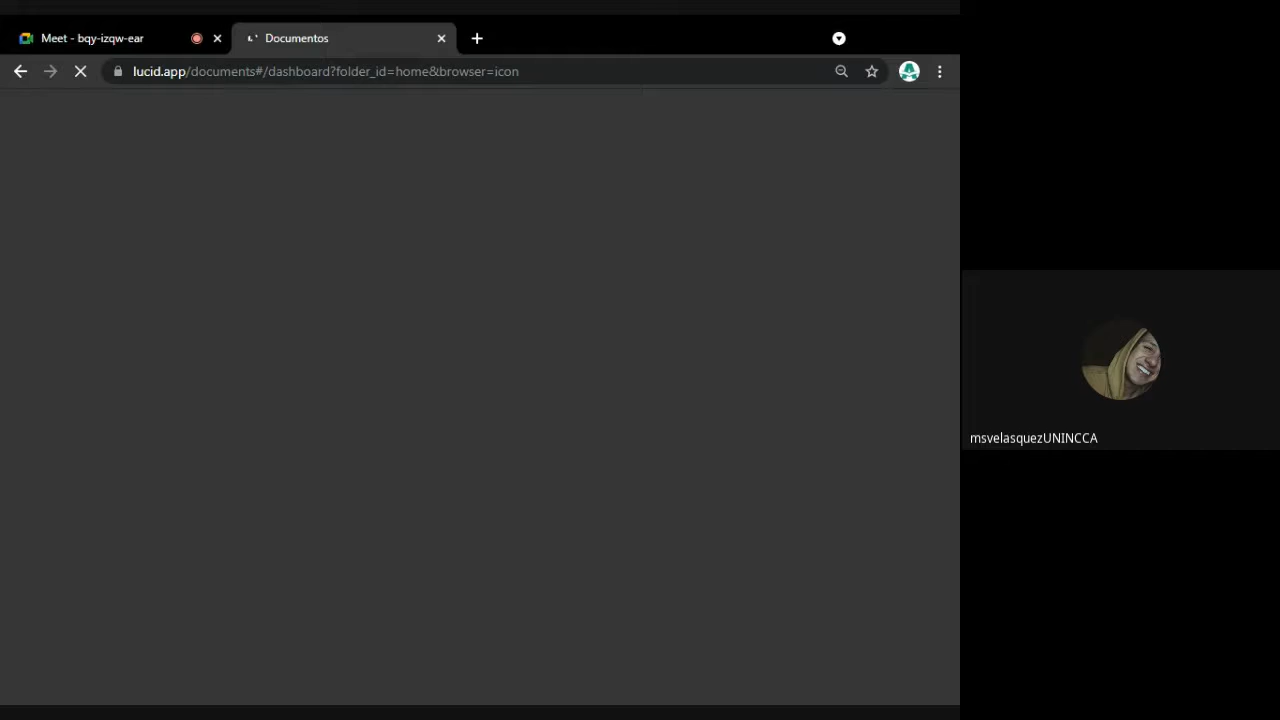 Meet - bqy-izqw-ear
Documentos
lucid.app/documents#/dashboard?folder_id=home&browser=icon
msvelasquezUNINCCA